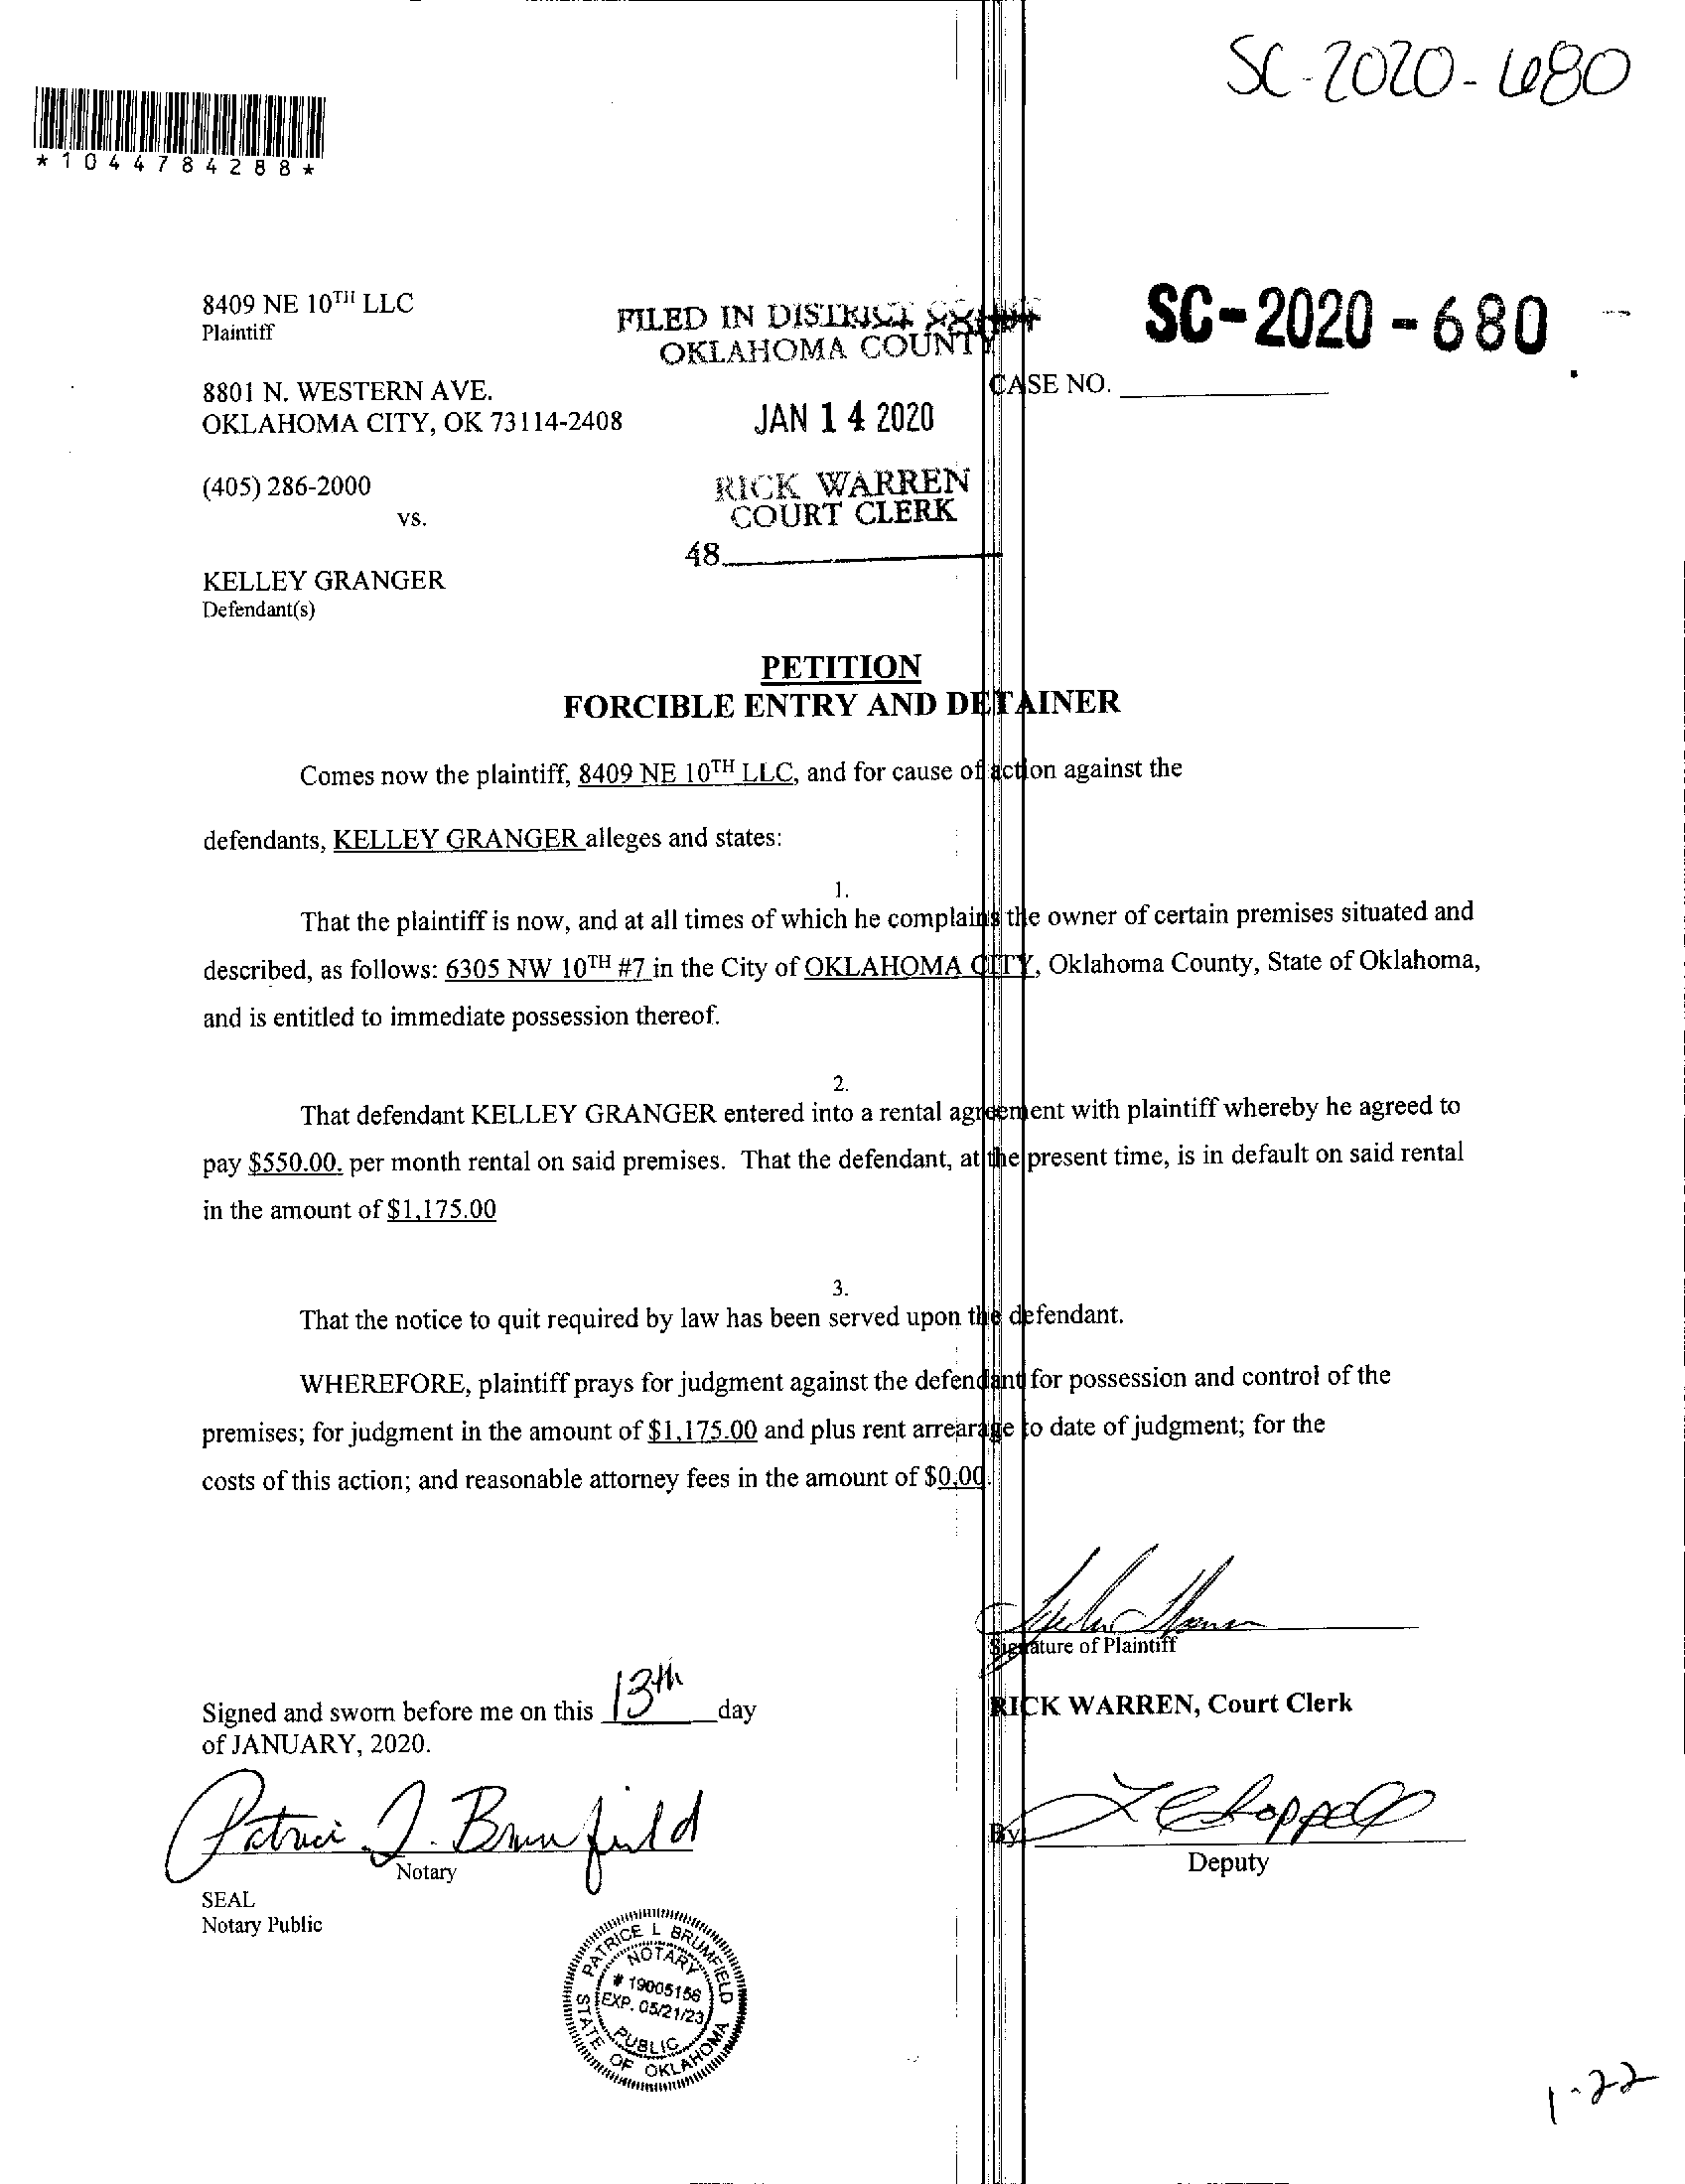 SC-2020-680
*1044784288*
8409 NE 10TH LLC
Plaintiff
FILED IN DISTRICT
OKLAHOMA COUNTY
SC-2020-680
8801 N. WESTERN AVE.
OKLAHOMA CITY, OK 73114-2408
CASE NO.
JAN 14 2020
(405) 286-2000
RICK WARREN
COURT CLERK
vs.
48
KELLEY GRANGER
Defendant(s)
PETITION
FORCIBLE ENTRY AND DETAINER
Comes now the plaintiff, 8409 NE 10TH LLC, and for cause of action against the
defendants, KELLEY GRANGER alleges and states:
1.
That the plaintiff is now, and at all times of which he complains the owner of certain premises situated and
described, as follows: 6305 NW 10TH #7 in the City of OKLAHOMA CITY, Oklahoma County, State of Oklahoma,
and is entitled to immediate possession thereof.
2.
That defendant KELLEY GRANGER entered into a rental agreement with plaintiff whereby he agreed to
pay $550.00. per month rental on said premises. That the defendant, at the present time, is in default on said rental
in the amount of $1,175.00
3.
That the notice to quit required by law has been served upon the defendant.
WHEREFORE, plaintiff prays for judgment against the defendant for possession and control of the
premises; for judgment in the amount of $1,175.00 and plus rent arrearage to date of judgment; for the
costs of this action; and reasonable attorney fees in the amount of $0.00.
Signature of Plaintiff
Signed and sworn before me on this 13th day
of JANUARY, 2020.
RICK WARREN, Court Clerk
Patrice L. Brumfield
Notary
By
Deputy
SEAL
Notary Public
PATRICE L BRUMFIELD
NOTARY
# 19005156
EXP. 05/21/23
PUBLIC
STATE OF OKLAHOMA
1-22